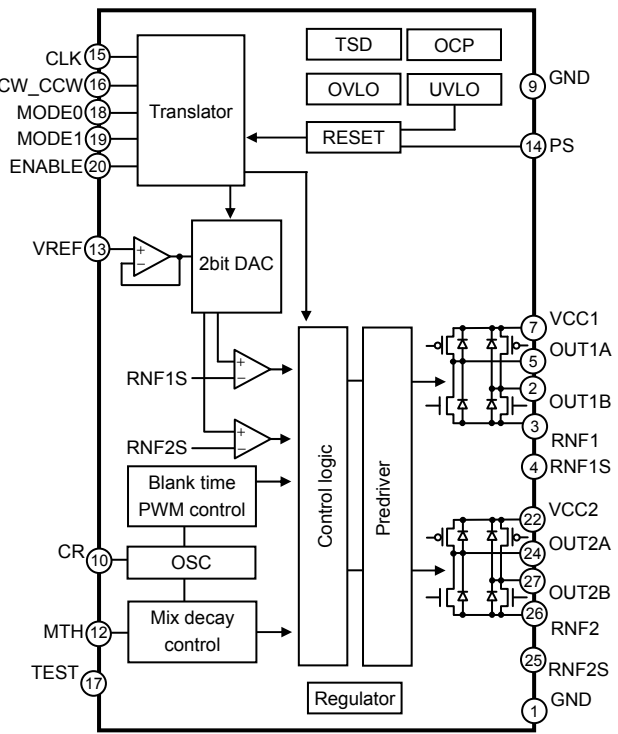 15
CLK
16
CW_CCW
18
MODE0
19
MODE1
20
ENABLE
Translator
TSD
OCP
OVLO
UVLO
RESET
9
GND
14
PS
VREF
13
+
−
2bit DAC
RNF1S
+
−
RNF2S
+
−
Blank time
PWM control
CR
10
OSC
MTH
12
Mix decay
control
TEST
17
Control logic
Predriver
Regulator
7
VCC1
5
OUT1A
2
OUT1B
3
RNF1
4
RNF1S
22
VCC2
24
OUT2A
27
OUT2B
26
RNF2
25
RNF2S
1
GND